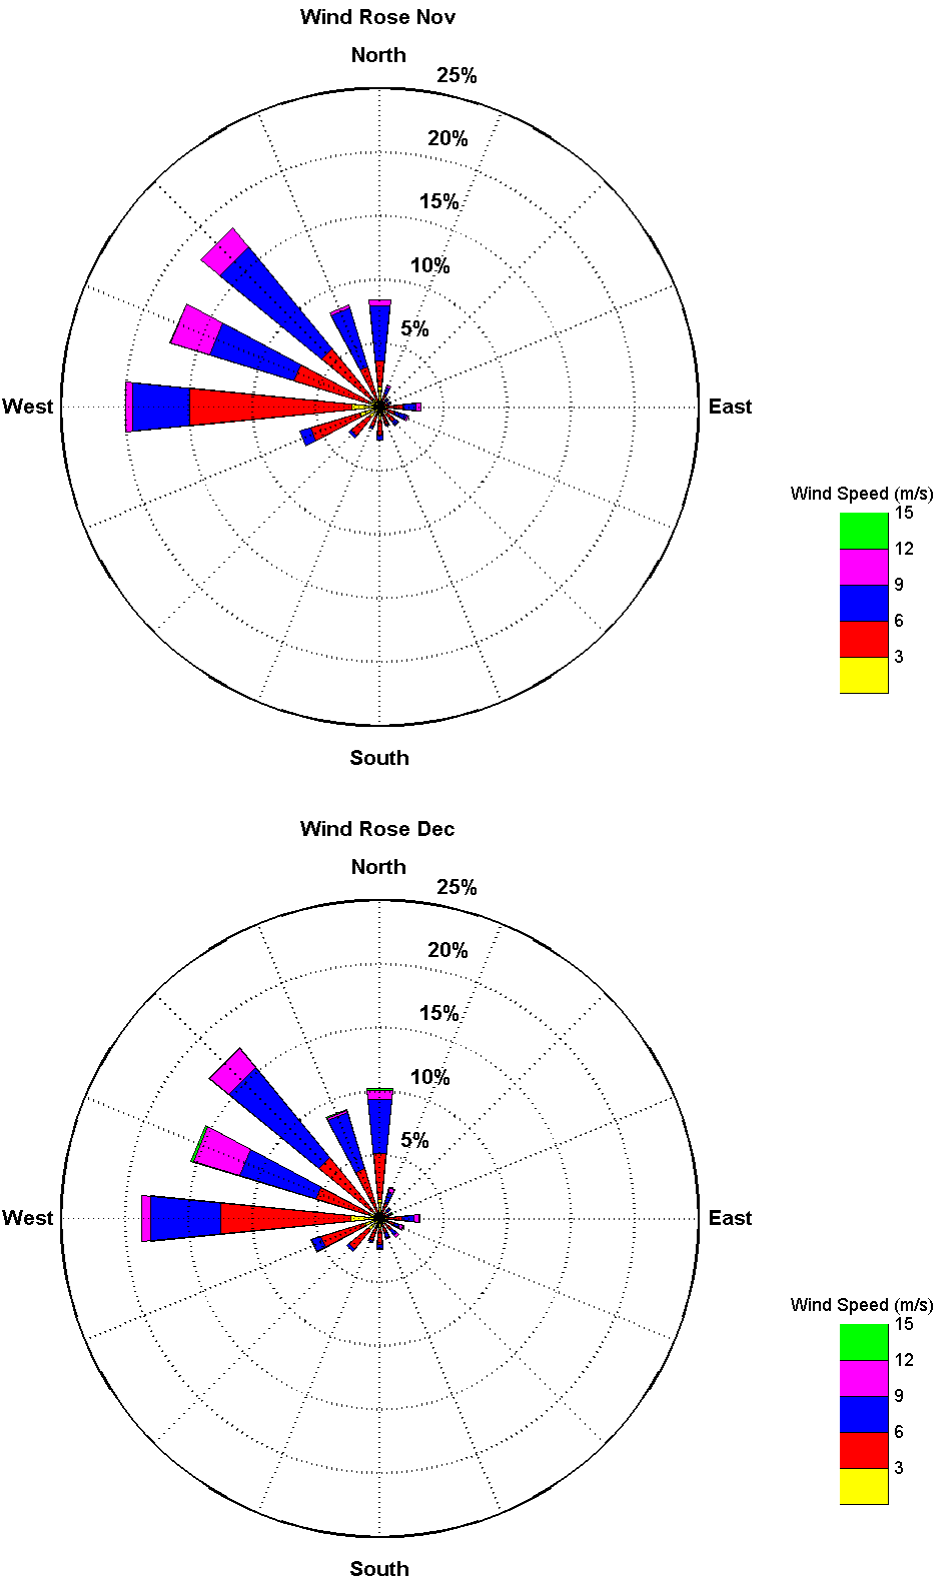 Wind Rose Nov
North
25%
20%
15%
10%
5%
West
East
Wind Speed (m/s)
15
12
9
6
3
South
Wind Rose Dec
North
25%
20%
15%
10%
5%
West
East
Wind Speed (m/s)
15
12
9
6
3
South